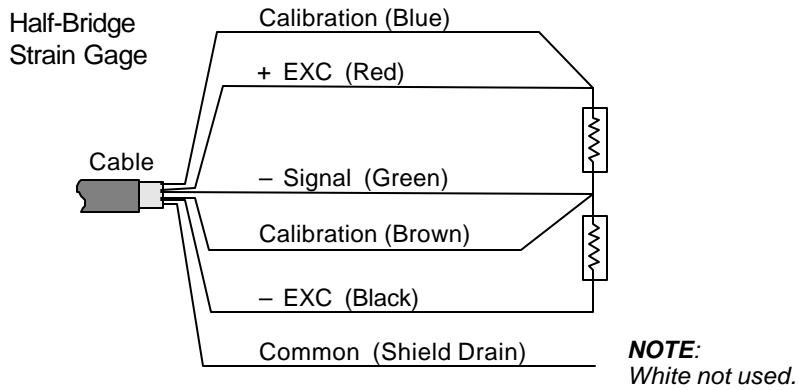 Half-Bridge
Strain Gage
Calibration (Blue)
+ EXC (Red)
Cable
– Signal (Green)
Calibration (Brown)
– EXC (Black)
Common (Shield Drain)
NOTE:
White not used.